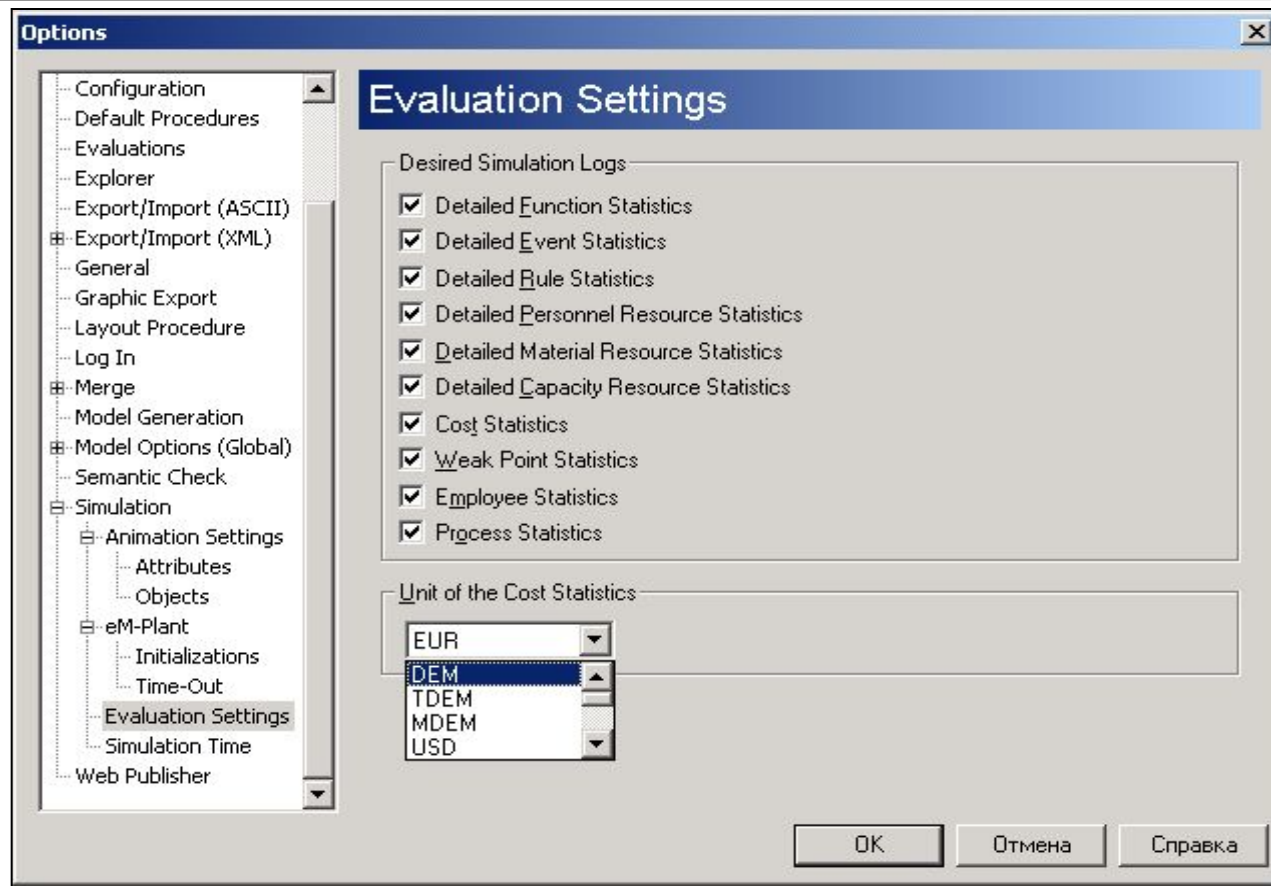 Options
Configuration
Default Procedures
Evaluations
Explorer
Export/Import (ASCII)
Export/Import (XML)
General
Graphic Export
Layout Procedure
Log In
Merge
Model Generation
Model Options (Global)
Semantic Check
Simulation
Animation Settings
Attributes
Objects
eM-Plant
Initializations
Time-Out
Evaluation Settings
Simulation Time
Web Publisher
Evaluation Settings
Desired Simulation Logs
Detailed Function Statistics
Detailed Event Statistics
Detailed Rule Statistics
Detailed Personnel Resource Statistics
Detailed Material Resource Statistics
Detailed Capacity Resource Statistics
Cost Statistics
Weak Point Statistics
Employee Statistics
Process Statistics
Unit of the Cost Statistics
EUR
DEM
TDEM
MDEM
USD
OK
Отмена
Справка